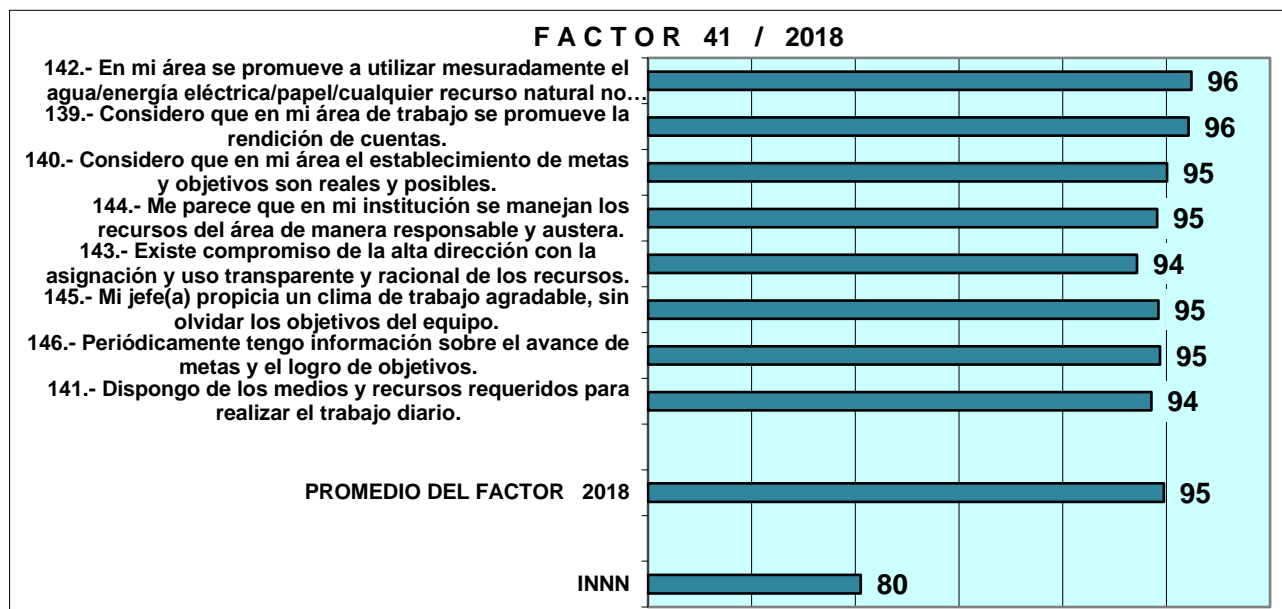 FACTOR 41 / 2018
142.- En mi área se promueve a utilizar mesuradamente el
agua/energía eléctrica/papel/cualquier recurso natural no…
96
139.- Considero que en mi área de trabajo se promueve la
rendición de cuentas.
96
140.- Considero que en mi área el establecimiento de metas
y objetivos son reales y posibles.
95
144.- Me parece que en mi institución se manejan los
recursos del área de manera responsable y austera.
95
143.- Existe compromiso de la alta dirección con la
asignación y uso transparente y racional de los recursos.
94
145.- Mi jefe(a) propicia un clima de trabajo agradable, sin
olvidar los objetivos del equipo.
95
146.- Periódicamente tengo información sobre el avance de
metas y el logro de objetivos.
95
141.- Dispongo de los medios y recursos requeridos para
realizar el trabajo diario.
94
PROMEDIO DEL FACTOR 2018
95
INNN
80